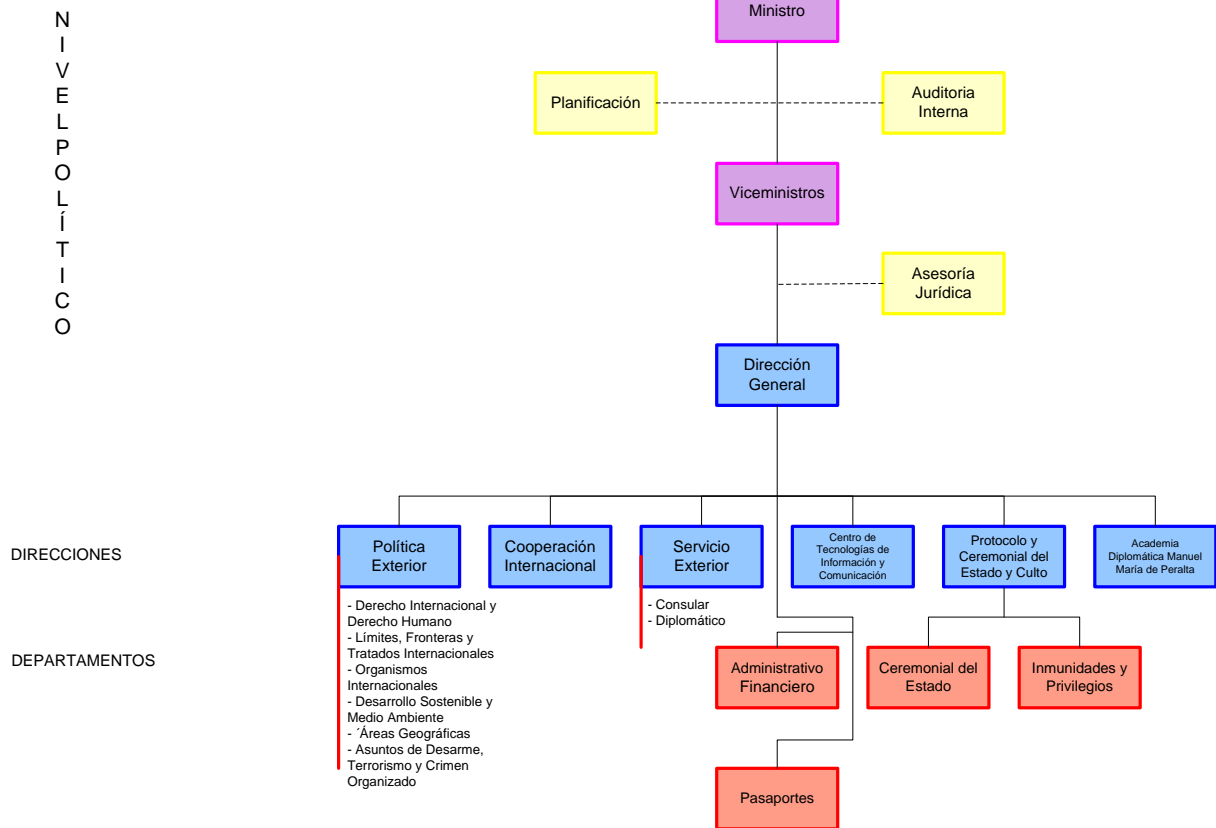 N
I
V
E
L
P
O
L
Í
T
I
C
O
Ministro
Planificación
Auditoria
Interna
Viceministros
Asesoría
Jurídica
Dirección
General
DIRECCIONES
Política
Exterior
Cooperación
Internacional
Servicio
Exterior
Centro de
Tecnologías de
Información y
Comunicación
Protocolo y
Ceremonial del
Estado y Culto
Academia
Diplomática Manuel
María de Peralta
- Derecho Internacional y
Derecho Humano
- Límites, Fronteras y
Tratados Internacionales
- Organismos
Internacionales
- Desarrollo Sostenible y
Medio Ambiente
- ´Áreas Geográficas
- Asuntos de Desarme,
Terrorismo y Crimen
Organizado
- Consular
- Diplomático
DEPARTAMENTOS
Administrativo
Financiero
Ceremonial del
Estado
Inmunidades y
Privilegios
Pasaportes